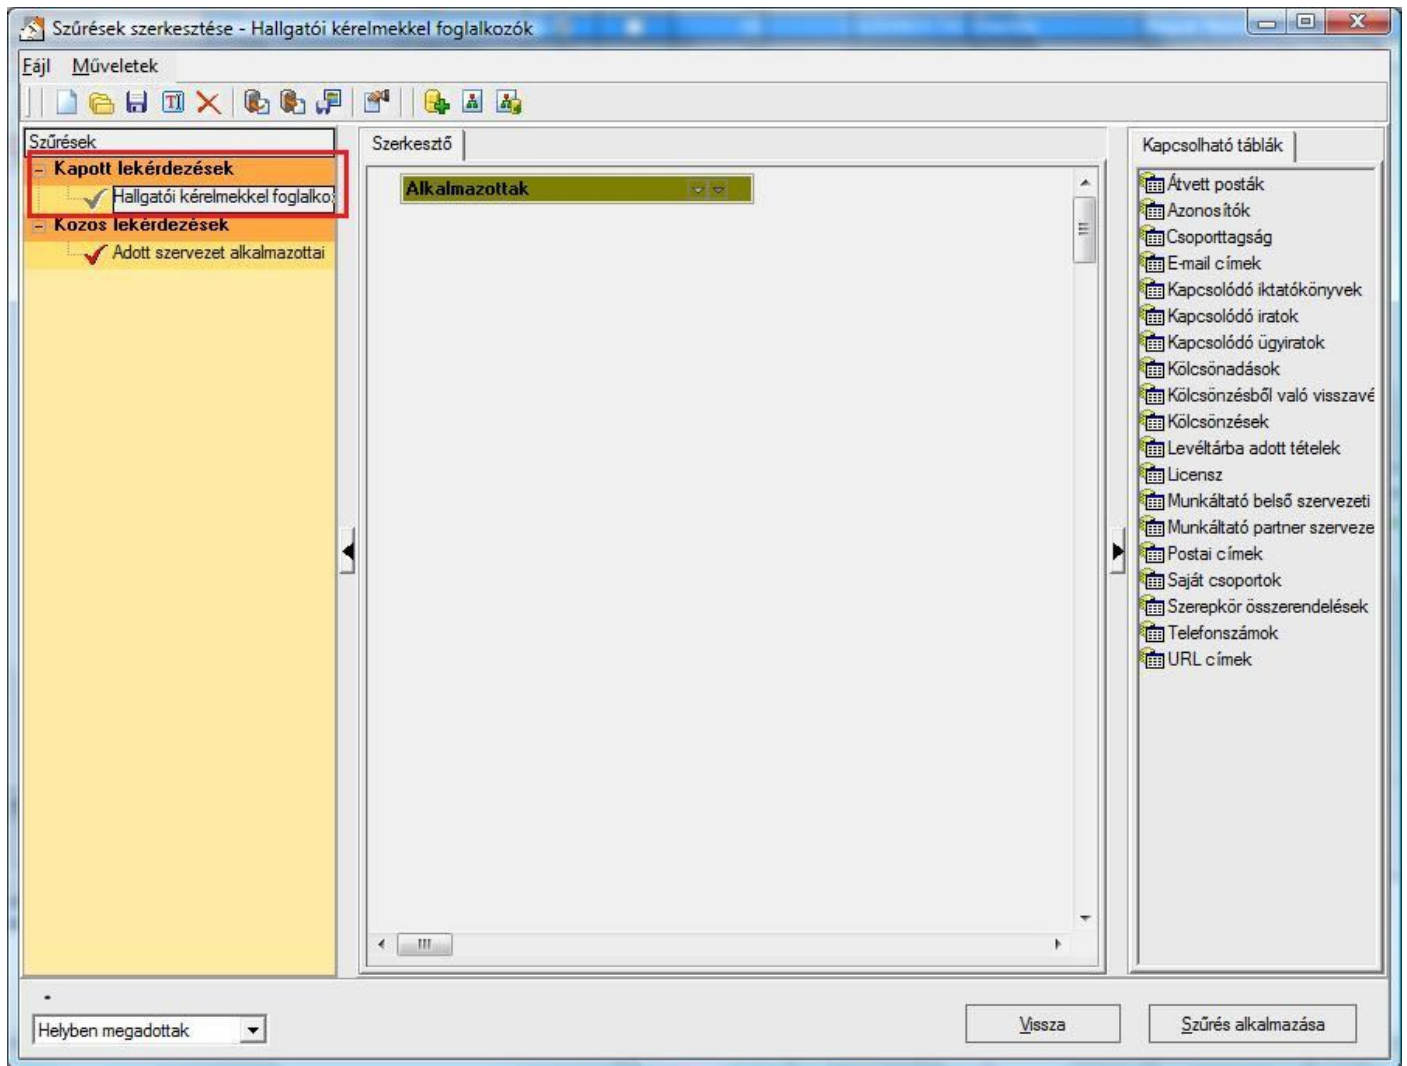 Szűrések szerkesztése - Hallgatói kérelmekkel foglalkozók
Fájl Műveletek
Szűrések
Kapott lekérdezések
Hallgatói kérelmekkel foglalko
Közös lekérdezések
Adott szervezet alkalmazottai
Szerkesztő
Alkalmazottak
Kapcsolható táblák
Átvett posták
Azonosítók
Csoporttagság
E-mail címek
Kapcsolódó iktatókönyvek
Kapcsolódó iratok
Kapcsolódó ügyiratok
Kölcsönadások
Kölcsönzésből való visszavé
Kölcsönzések
Levéltárba adott tételek
Licensz
Munkáltató belső szervezeti
Munkáltató partner szerveze
Postai címek
Saját csoportok
Szerepkör összerendelések
Telefonszámok
URL címek
Helyben megadottak
Vissza
Szűrés alkalmazása